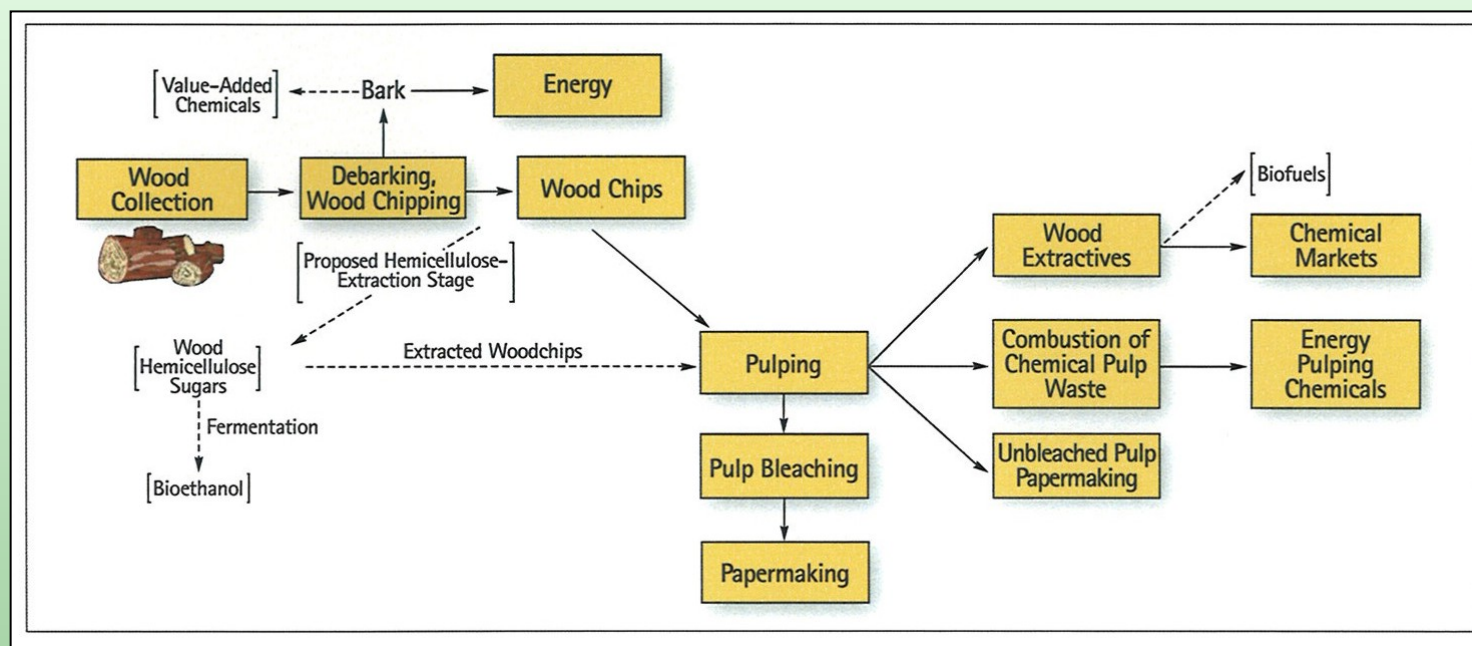 [Value-Added
Chemicals]
Bark
Energy
Wood
Collection
Debarking,
Wood Chipping
Wood Chips
[Proposed Hemicellulose-
Extraction Stage]
[Wood
Hemicellulose
Sugars]
Extracted Woodchips
Fermentation
[Bioethanol]
Pulping
Pulp Bleaching
Papermaking
Wood
Extractives
[Biofuels]
Chemical
Markets
Combustion of
Chemical Pulp
Waste
Energy
Pulping
Chemicals
Unbleached Pulp
Papermaking